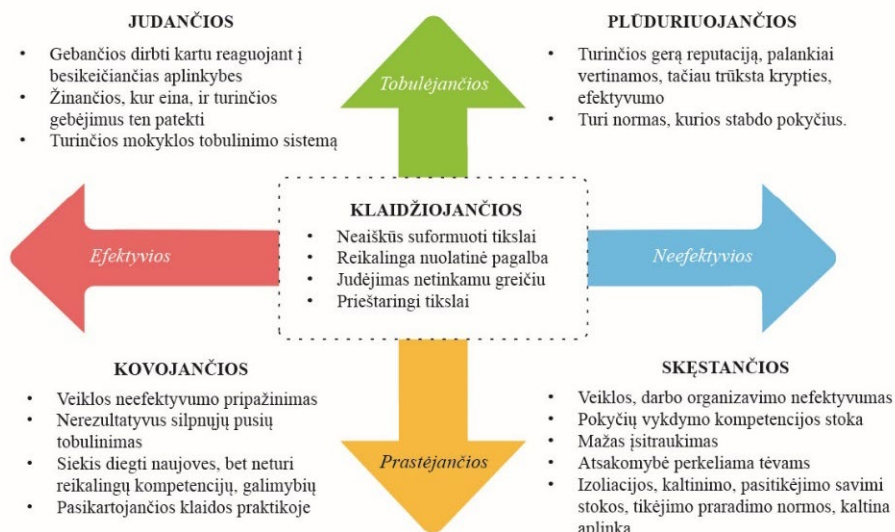 JUDANČIOS
• Gebančios dirbti kartu reaguojant į
besikeičiančias aplinkybes
• Žinančios, kur eina, ir turinčios
gebėjimus ten patekti
• Turinčios mokyklos tobulinimo sistemą
Tobulėjančios
PLŪDURIUOJANČIOS
• Turinčios gerą reputaciją, palankiai
vertinamos, tačiau trūksta krypties,
efektyvumo
• Turi normas, kurios stabdo pokyčius.
Efektyvios
KLAIDŽIOJANČIOS
• Neaiškūs suformuoti tikslai
• Reikalinga nuolatinė pagalba
• Judėjimas netinkamu greičiu
• Prieštaringi tikslai
Neefektyvios
KOVOJANČIOS
• Veiklos neefektyvumo pripažinimas
• Nerezultatyvus silpnųjų pusių
tobulinimas
• Siekis diegti naujoves, bet neturi
reikalingų kompetencijų, galimybių
• Pasikartojančios klaidos praktikoje
Prastėjančios
SKĘSTANČIOS
• Veiklos, darbo organizavimo nefektyvumas
• Pokyčių vykdymo kompetencijos stoka
• Mažas įsitraukimas
• Atsakomybė perkeliama tėvams
• Izoliacijos, kaltinimo, pasitikėjimo savimi
stokos, tikėjimo praradimo normos, kaltina
aplinka